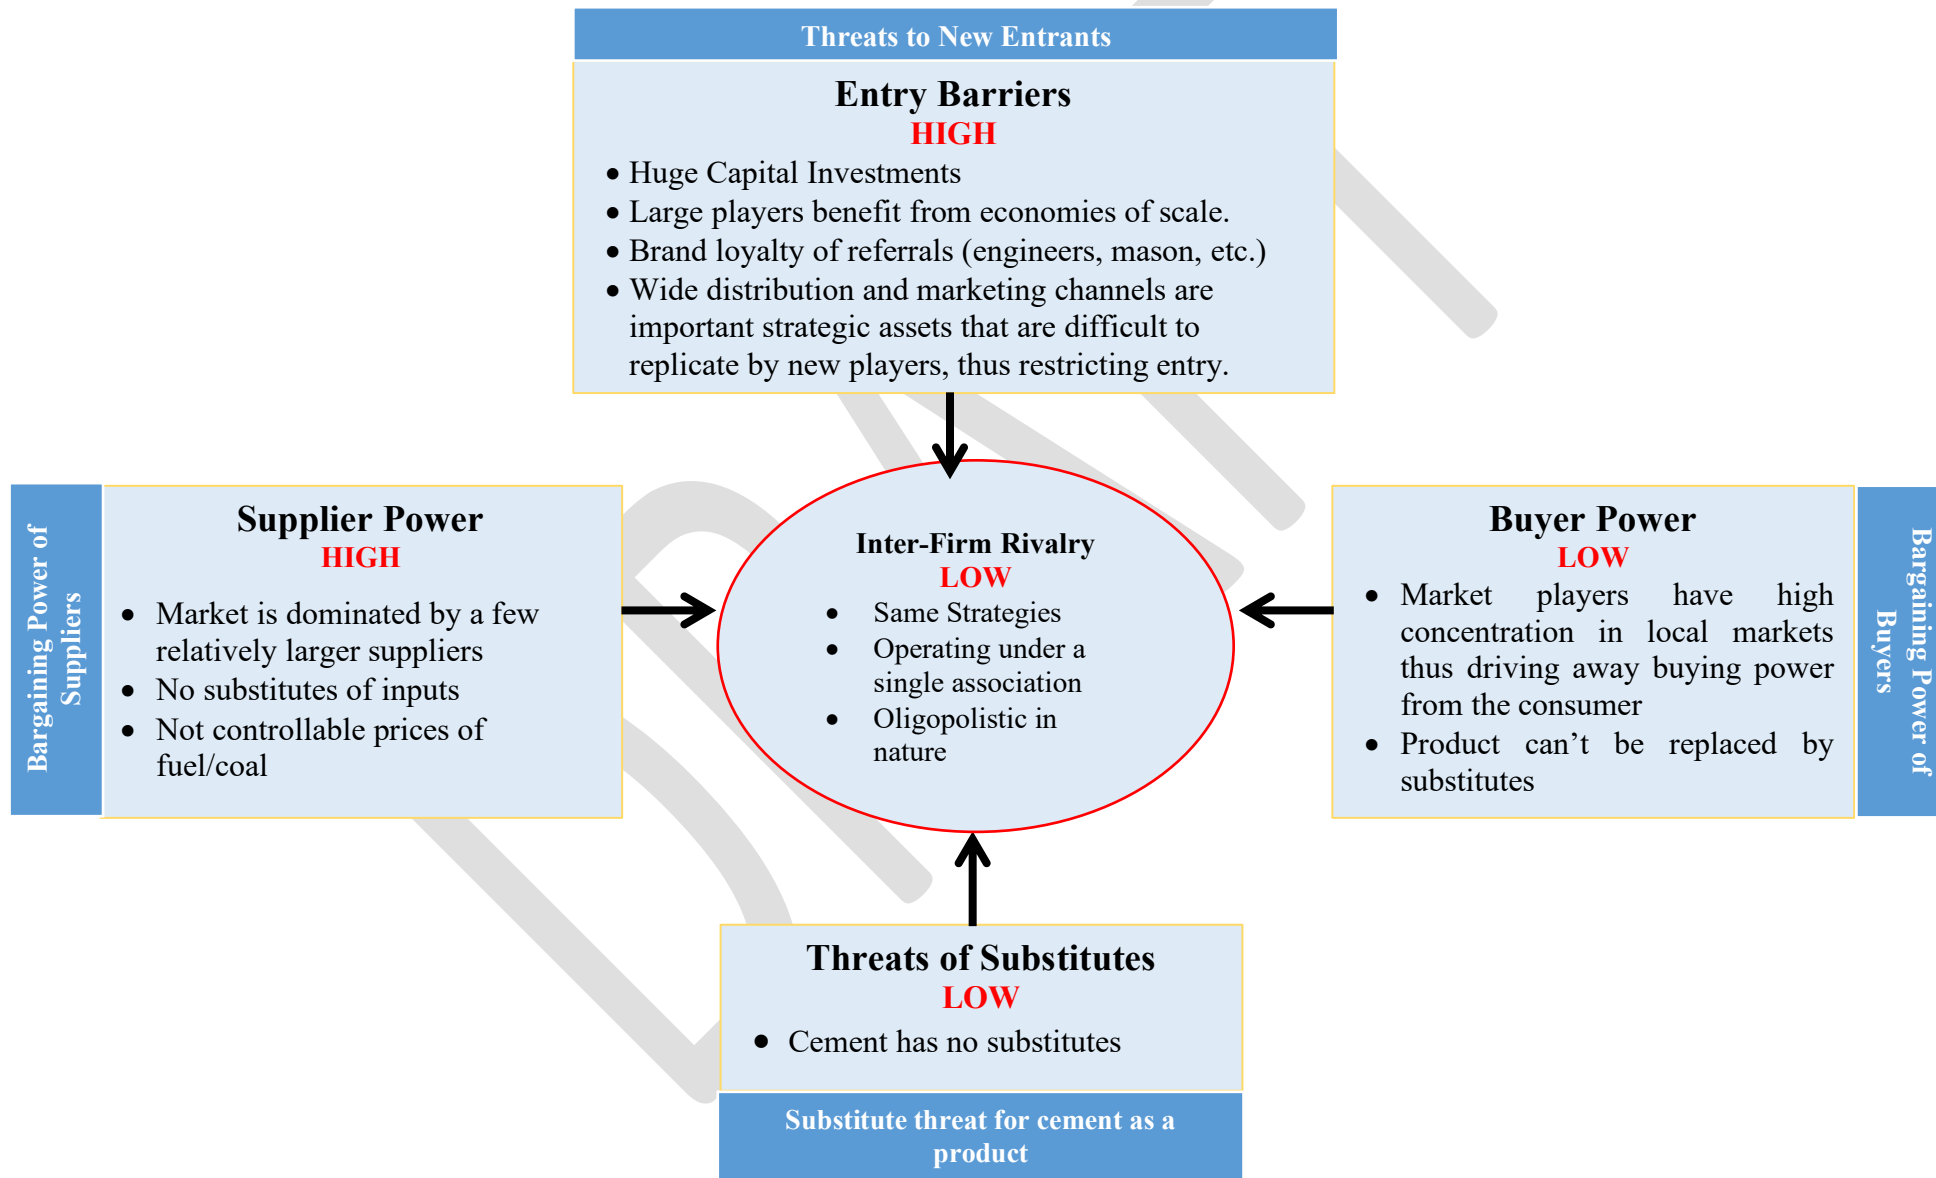 Threats to New Entrants
Entry Barriers
HIGH
• Huge Capital Investments
• Large players benefit from economies of scale.
• Brand loyalty of referrals (engineers, mason, etc.)
• Wide distribution and marketing channels are
important strategic assets that are difficult to
replicate by new players, thus restricting entry.
Bargaining Power of
Suppliers
Supplier Power
HIGH
• Market is dominated by a few
relatively larger suppliers
• No substitutes of inputs
• Not controllable prices of
fuel/coal
Inter-Firm Rivalry
LOW
• Same Strategies
• Operating under a
single association
• Oligopolistic in
nature
Buyer Power
LOW
• Market players have high
concentration in local markets
thus driving away buying power
from the consumer
• Product can’t be replaced by
substitutes
Bargaining Power of
Buyers
Threats of Substitutes
LOW
• Cement has no substitutes
Substitute threat for cement as a
product